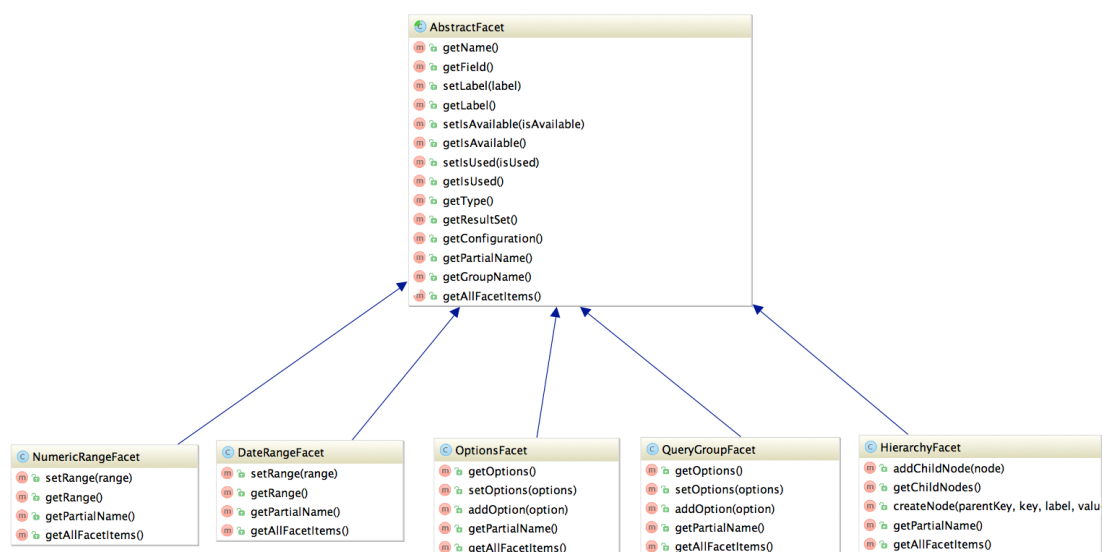 AbstractFacet
getName()
getField()
setLabel(label)
getLabel()
setIsAvailable(isAvailable)
getIsAvailable()
setIsUsed(isUsed)
getIsUsed()
getType()
getResultSet()
getConfiguration()
getPartialName()
getGroupName()
getAllFacetItems()
NumericRangeFacet
setRange(range)
getRange()
getPartialName()
getAllFacetItems()
DateRangeFacet
setRange(range)
getRange()
getPartialName()
getAllFacetItems()
OptionsFacet
getOptions()
setOptions(options)
addOption(option)
getPartialName()
getAllFacetItems()
QueryGroupFacet
getOptions()
setOptions(options)
addOption(option)
getPartialName()
getAllFacetItems()
HierarchyFacet
addChildNode(node)
getChildNodes()
createNode(parentKey, key, label, valu
getPartialName()
getAllFacetItems()